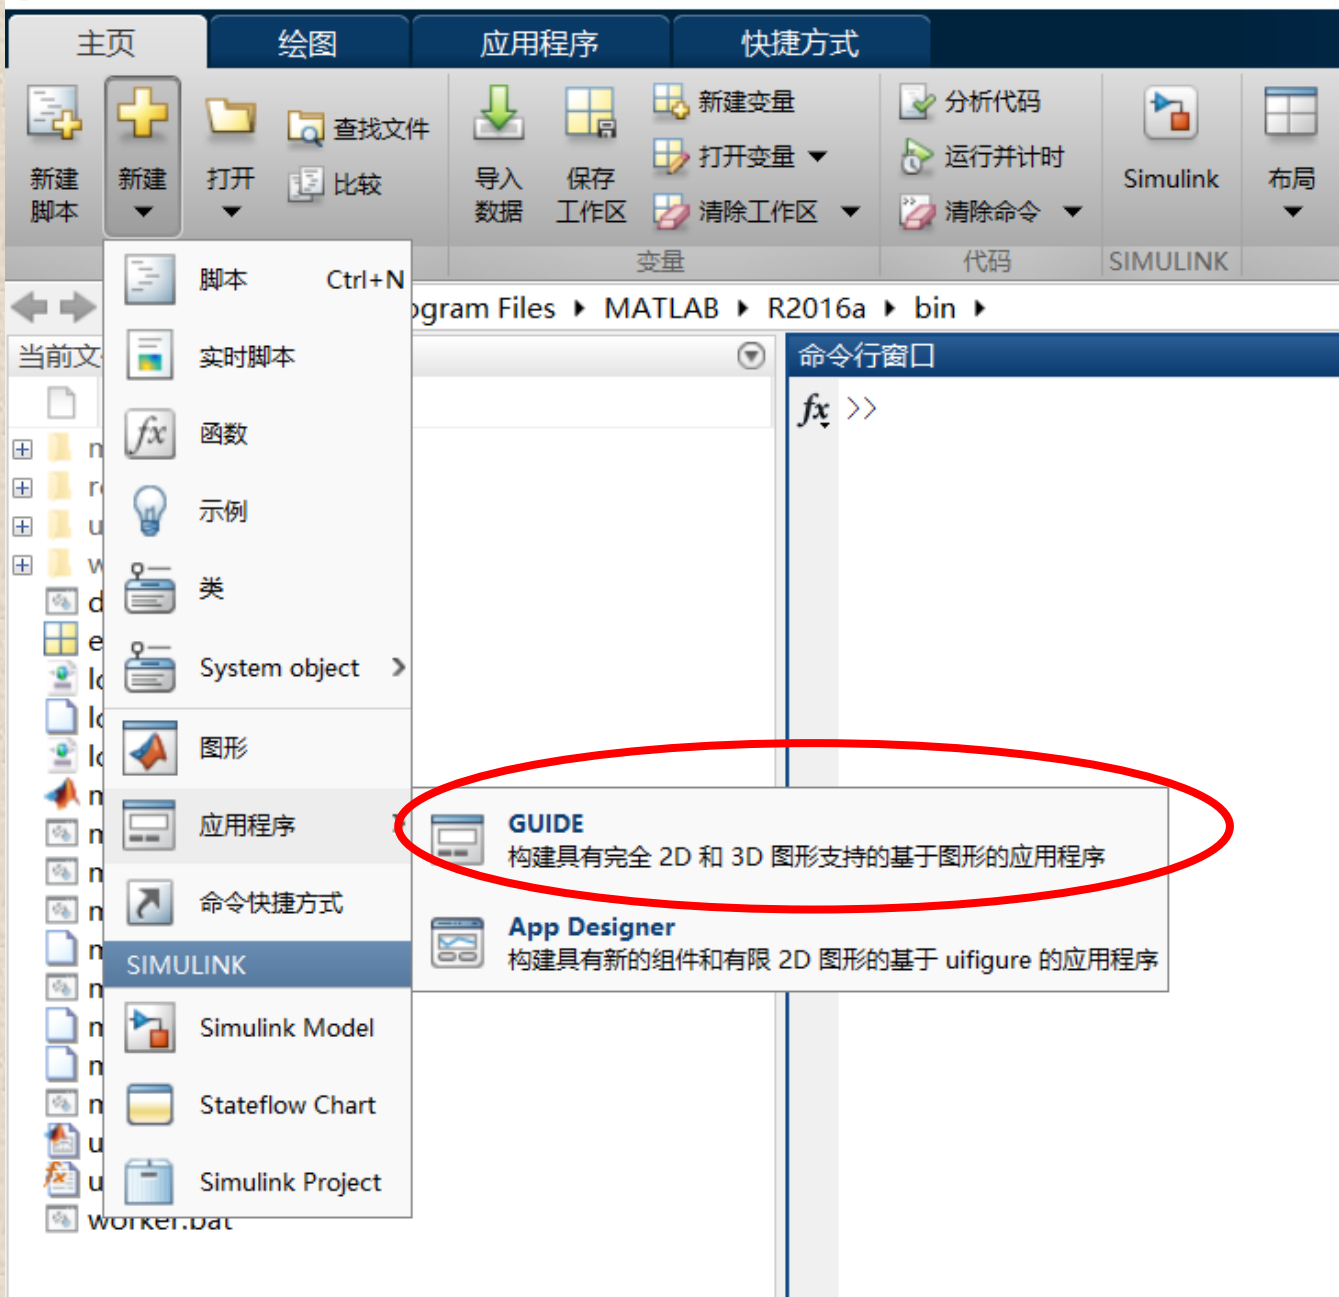 主页 绘图 应用程序 快捷方式
新建脚本 新建 打开 查找文件 比较
导入数据 保存工作区 新建变量 打开变量 清除工作区
分析代码 运行并计时 清除命令 Simulink 布局
变量 代码 SIMULINK
ogram Files MATLAB R2016a bin
当前文
命令行窗口
fx >>
脚本 Ctrl+N
实时脚本
函数
示例
类
System object
图形
应用程序
GUIDE
构建具有完全 2D 和 3D 图形支持的基于图形的应用程序
命令快捷方式
App Designer
构建具有新的组件和有限 2D 图形的基于 uifigure 的应用程序
SIMULINK
Simulink Model
Stateflow Chart
Simulink Project
worker.bat